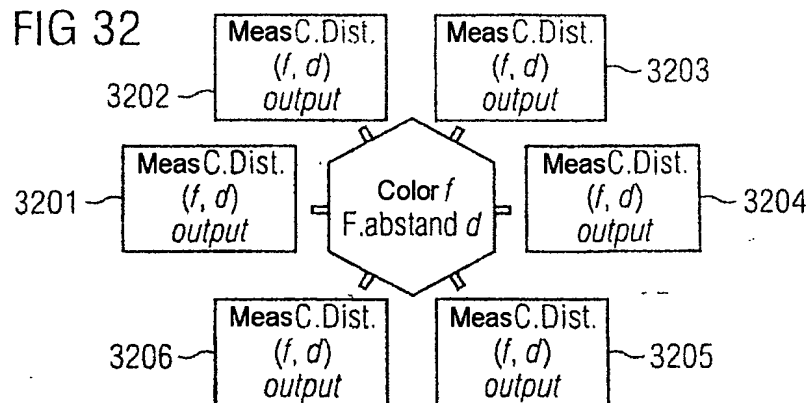 FIG 32
MeasC.Dist.
(f, d)
output
3202
MeasC.Dist.
(f, d)
output
3203
MeasC.Dist.
(f, d)
output
3201
Color f
F.abstand d
MeasC.Dist.
(f, d)
output
3204
MeasC.Dist.
(f, d)
output
3206
MeasC.Dist.
(f, d)
output
3205